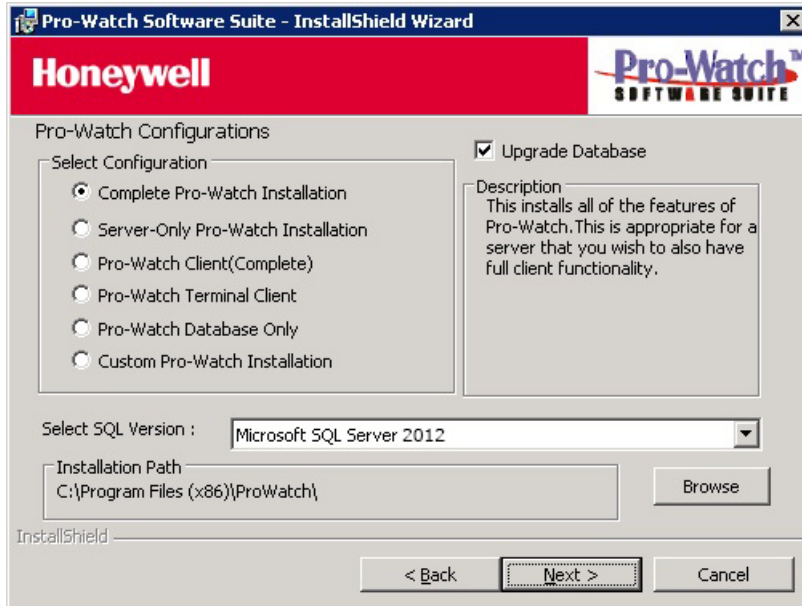 Pro-Watch Software Suite - InstallShield Wizard
Honeywell
Pro-Watch™
SOFTWARE SUITE
Pro-Watch Configurations
Select Configuration
Complete Pro-Watch Installation
Server-Only Pro-Watch Installation
Pro-Watch Client(Complete)
Pro-Watch Terminal Client
Pro-Watch Database Only
Custom Pro-Watch Installation
Upgrade Database
Description
This installs all of the features of
Pro-Watch.This is appropriate for a
server that you wish to also have
full client functionality.
Select SQL Version :
Microsoft SQL Server 2012
Installation Path
C:\Program Files (x86)\ProWatch\
Browse
InstallShield
< Back
Next >
Cancel